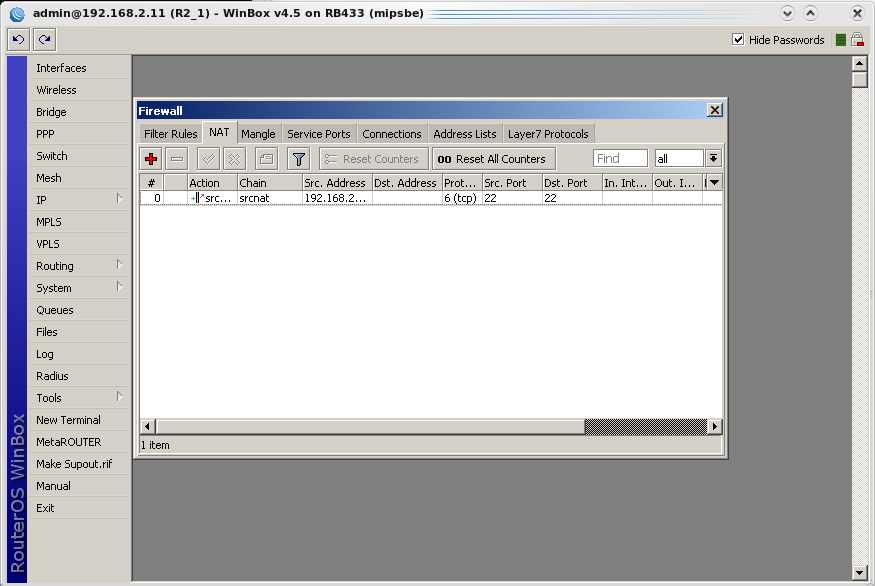 admin@192.168.2.11 (R2_1) - WinBox v4.5 on RB433 (mipsbe)
Hide Passwords
RouterOS WinBox
Interfaces
Wireless
Bridge
PPP
Switch
Mesh
IP
MPLS
VPLS
Routing
System
Queues
Files
Log
Radius
Tools
New Terminal
MetaROUTER
Make Supout.rif
Manual
Exit
Firewall
Filter Rules NAT Mangle Service Ports Connections Address Lists Layer7 Protocols
Reset Counters 00 Reset All Counters Find all
# Action Chain Src. Address Dst. Address Prot... Src. Port Dst. Port In. Int... Out. I...
0 src... srcnat 192.168.2... 6 (tcp) 22 22
1 item